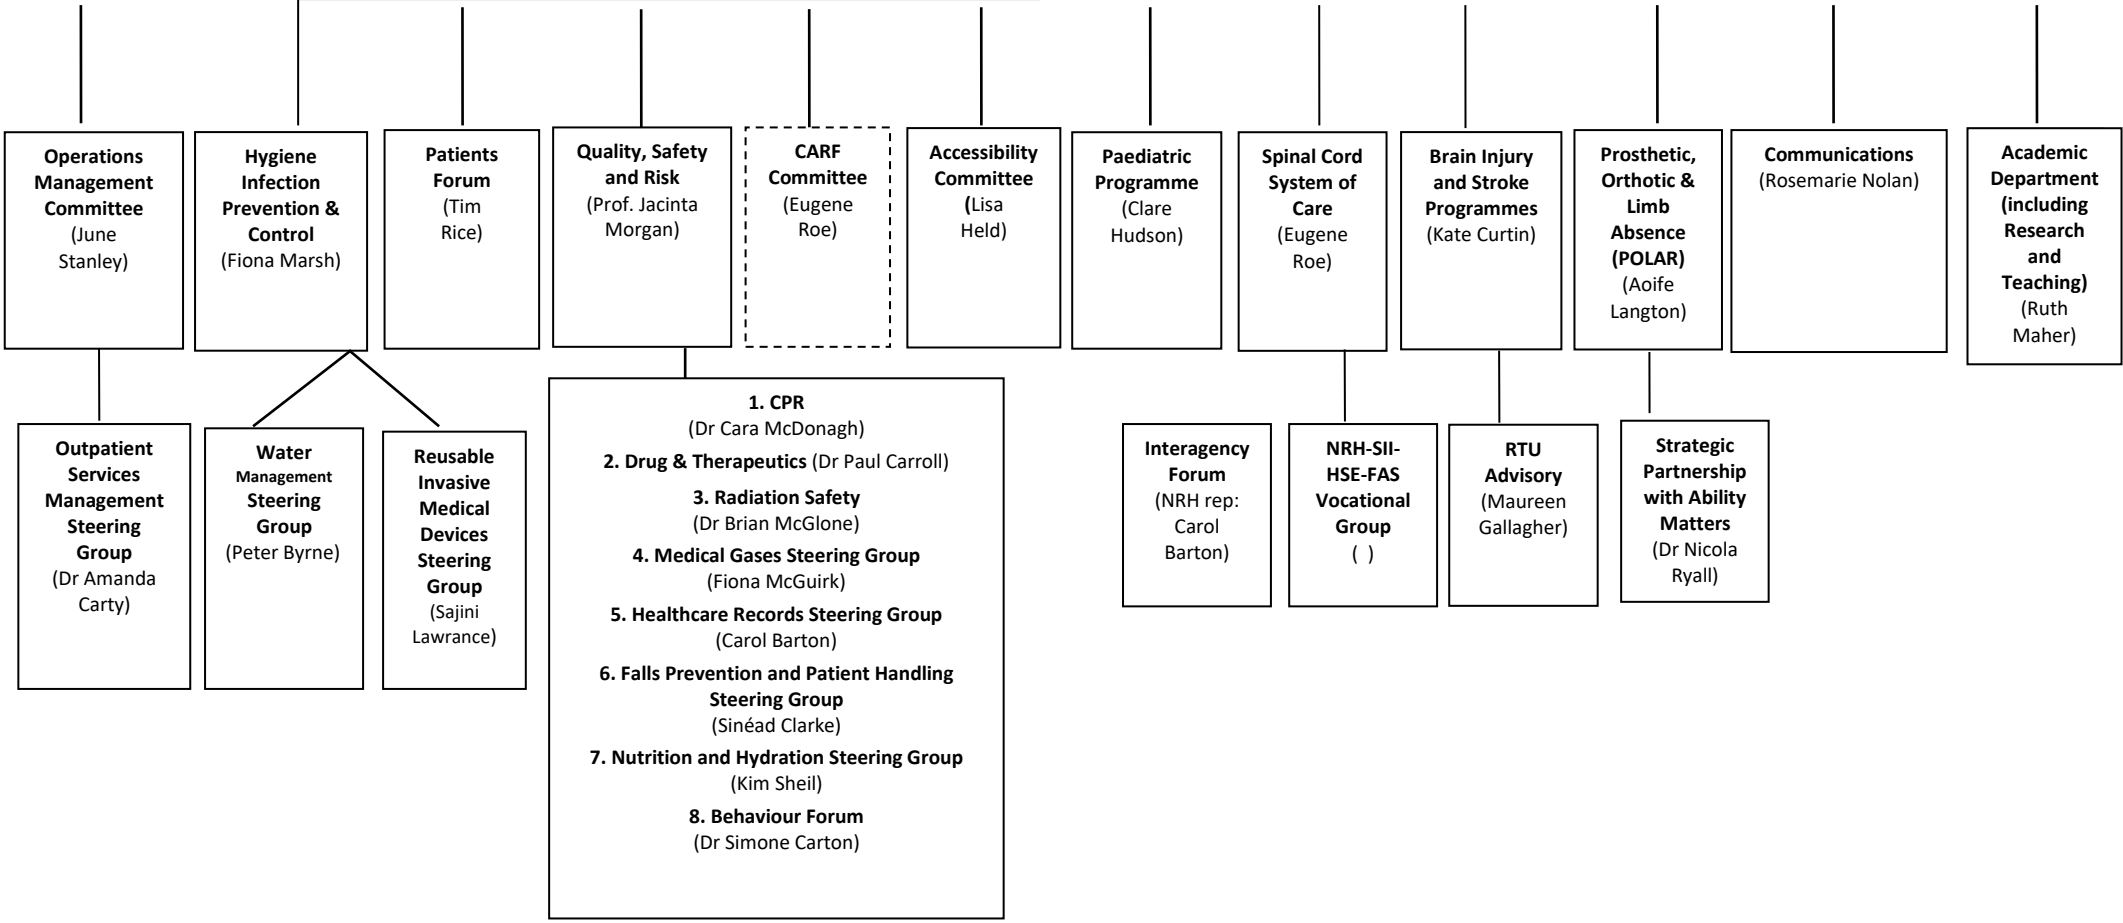 Operations
Management
Committee
(June
Stanley)
Hygiene
Infection
Prevention &
Control
(Fiona Marsh)
Patients
Forum
(Tim
Rice)
Quality, Safety
and Risk
(Prof. Jacinta
Morgan)
CARF
Committee
(Eugene
Roe)
Accessibility
Committee
(Lisa
Held)
Paediatric
Programme
(Clare
Hudson)
Spinal Cord
System of
Care
(Eugene
Roe)
Brain Injury
and Stroke
Programmes
(Kate Curtin)
Prosthetic,
Orthotic &
Limb
Absence
(POLAR)
(Aoife
Langton)
Communications
(Rosemarie Nolan)
Academic
Department
(including
Research
and
Teaching)
(Ruth
Maher)
Outpatient
Services
Management
Steering
Group
(Dr Amanda
Carty)
Water
Management
Steering
Group
(Peter Byrne)
Reusable
Invasive
Medical
Devices
Steering
Group
(Sajini
Lawrance)
1. CPR
(Dr Cara McDonagh)
2. Drug & Therapeutics (Dr Paul Carroll)
3. Radiation Safety
(Dr Brian McGlone)
4. Medical Gases Steering Group
(Fiona McGuirk)
5. Healthcare Records Steering Group
(Carol Barton)
6. Falls Prevention and Patient Handling
Steering Group
(Sinéad Clarke)
7. Nutrition and Hydration Steering Group
(Kim Sheil)
8. Behaviour Forum
(Dr Simone Carton)
Interagency
Forum
(NRH rep:
Carol
Barton)
NRH-SII-
HSE-FAS
Vocational
Group
( )
RTU
Advisory
(Maureen
Gallagher)
Strategic
Partnership
with Ability
Matters
(Dr Nicola
Ryall)